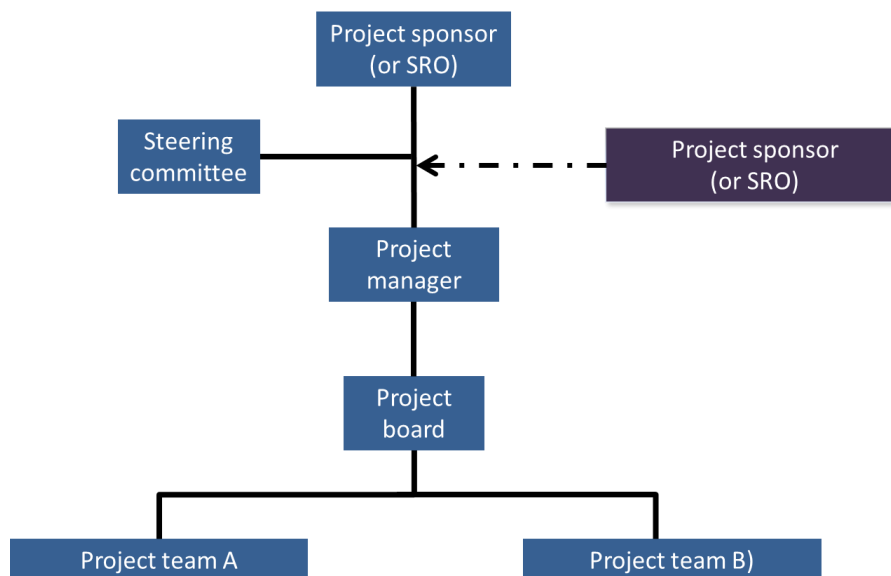 Project sponsor
(or SRO)
Steering
committee
Project sponsor
(or SRO)
Project
manager
Project
board
Project team A
Project team B)